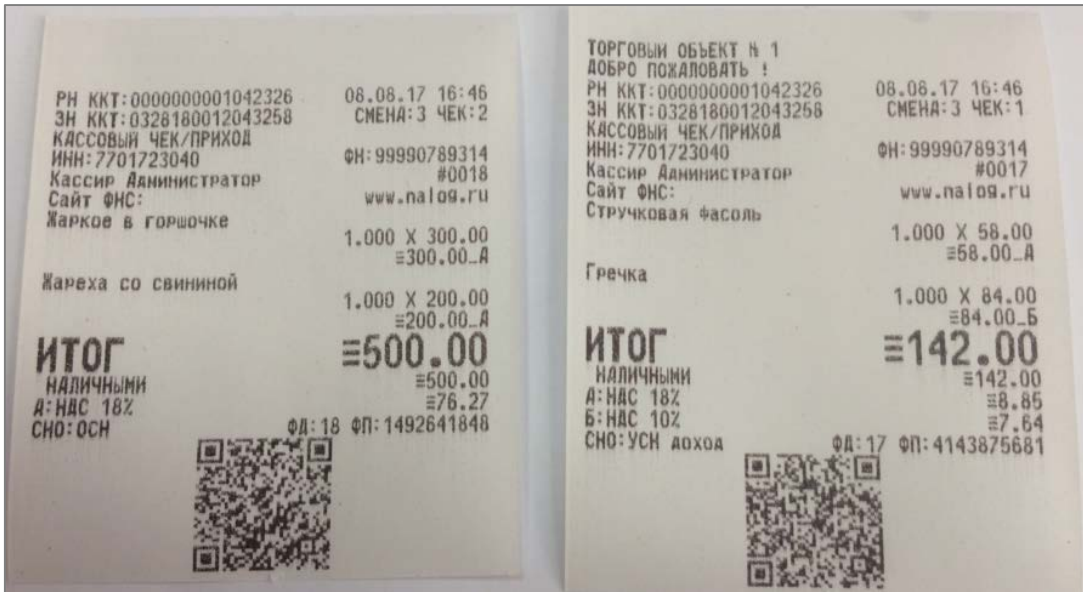 РН ККТ:0000000001042326 08.08.17 16:46
ЗН ККТ:0328180012043258 СМЕНА:3 ЧЕК:2
КАССОВЫЙ ЧЕК/ПРИХОД
ИНН:7701723040 ФН:99990789314
Кассир Администратор #0018
Сайт ФНС: www.nalog.ru
Жаркое в горшочке
1.000 X 300.00
≡300.00_А
Жареха со свининой
1.000 X 200.00
≡200.00_А
ИТОГ ≡500.00
НАЛИЧНЫМИ ≡500.00
А:НДС 18% ≡76.27
СНО:ОСН ФД:18 ФП:1492641848
ТОРГОВЫЙ ОБЪЕКТ N 1
ДОБРО ПОЖАЛОВАТЬ !
РН ККТ:0000000001042326 08.08.17 16:46
ЗН ККТ:0328180012043258 СМЕНА:3 ЧЕК:1
КАССОВЫЙ ЧЕК/ПРИХОД
ИНН:7701723040 ФН:99990789314
Кассир Администратор #0017
Сайт ФНС: www.nalog.ru
Стручковая фасоль
1.000 X 58.00
≡58.00_А
Гречка
1.000 X 84.00
≡84.00_Б
ИТОГ ≡142.00
НАЛИЧНЫМИ ≡142.00
А:НДС 18% ≡8.85
Б:НДС 10% ≡7.64
СНО:УСН доход ФД:17 ФП:4143875681